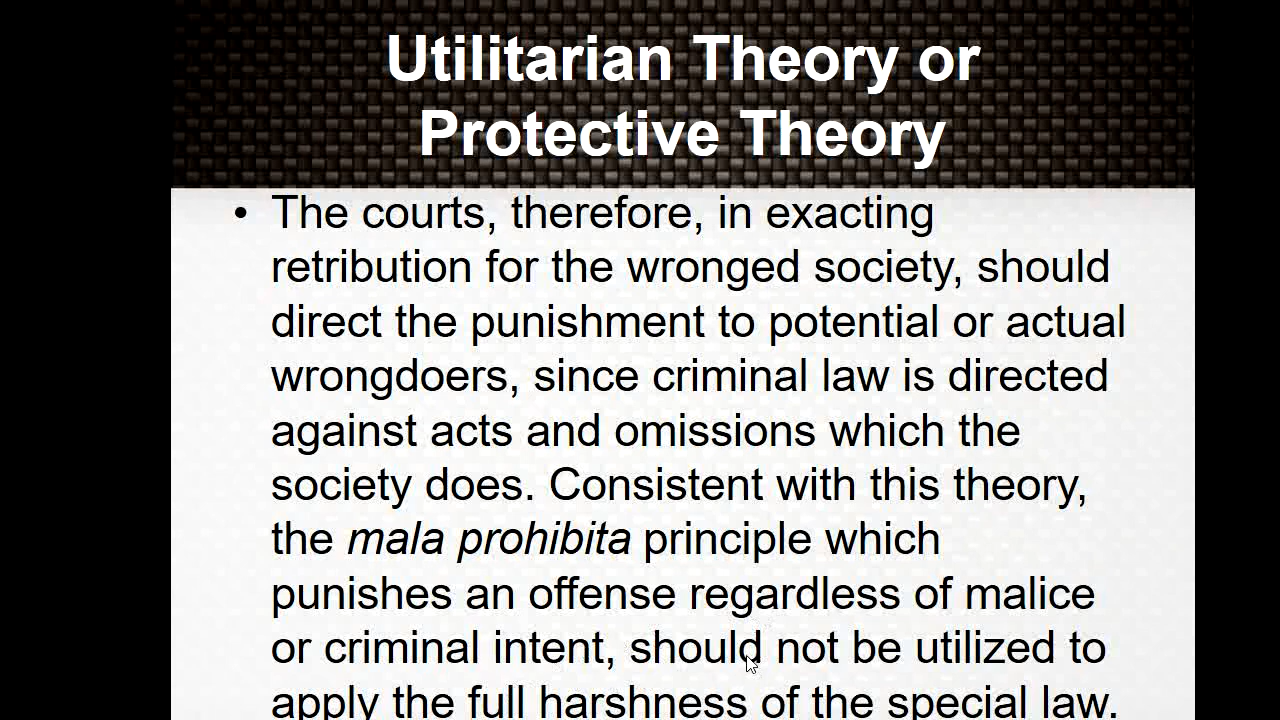 Utilitarian Theory or
Protective Theory
• The courts, therefore, in exacting
retribution for the wronged society, should
direct the punishment to potential or actual
wrongdoers, since criminal law is directed
against acts and omissions which the
society does. Consistent with this theory,
the mala prohibita principle which
punishes an offense regardless of malice
or criminal intent, should not be utilized to
apply the full harshness of the special law.